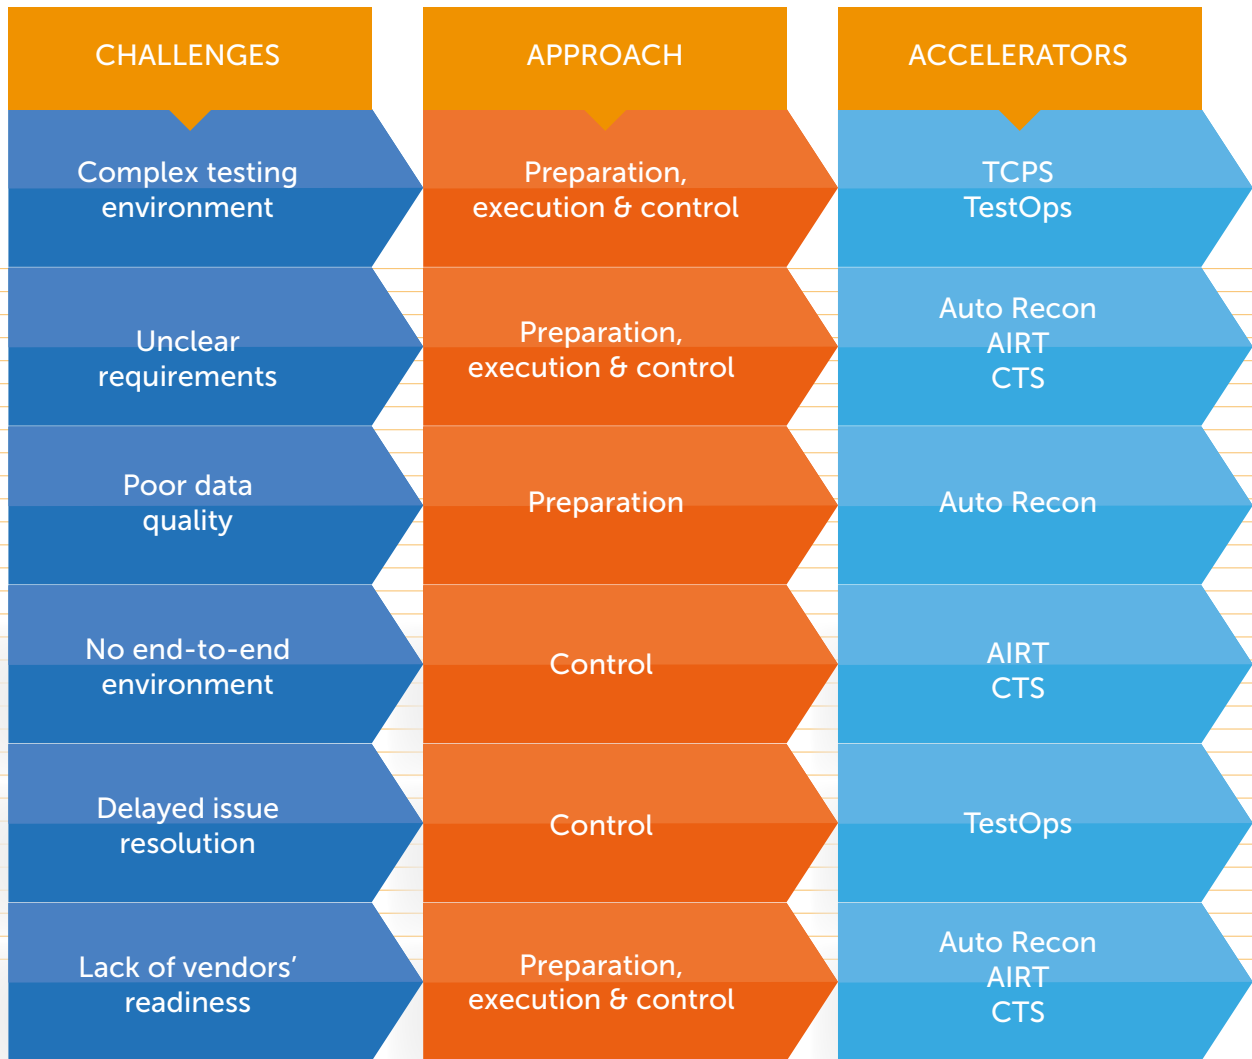 CHALLENGES
APPROACH
ACCELERATORS
Complex testing
environment
Preparation,
execution & control
TCPS
TestOps
Unclear
requirements
Preparation,
execution & control
Auto Recon
AIRT
CTS
Poor data
quality
Preparation
Auto Recon
No end-to-end
environment
Control
AIRT
CTS
Delayed issue
resolution
Control
TestOps
Lack of vendors’
readiness
Preparation,
execution & control
Auto Recon
AIRT
CTS